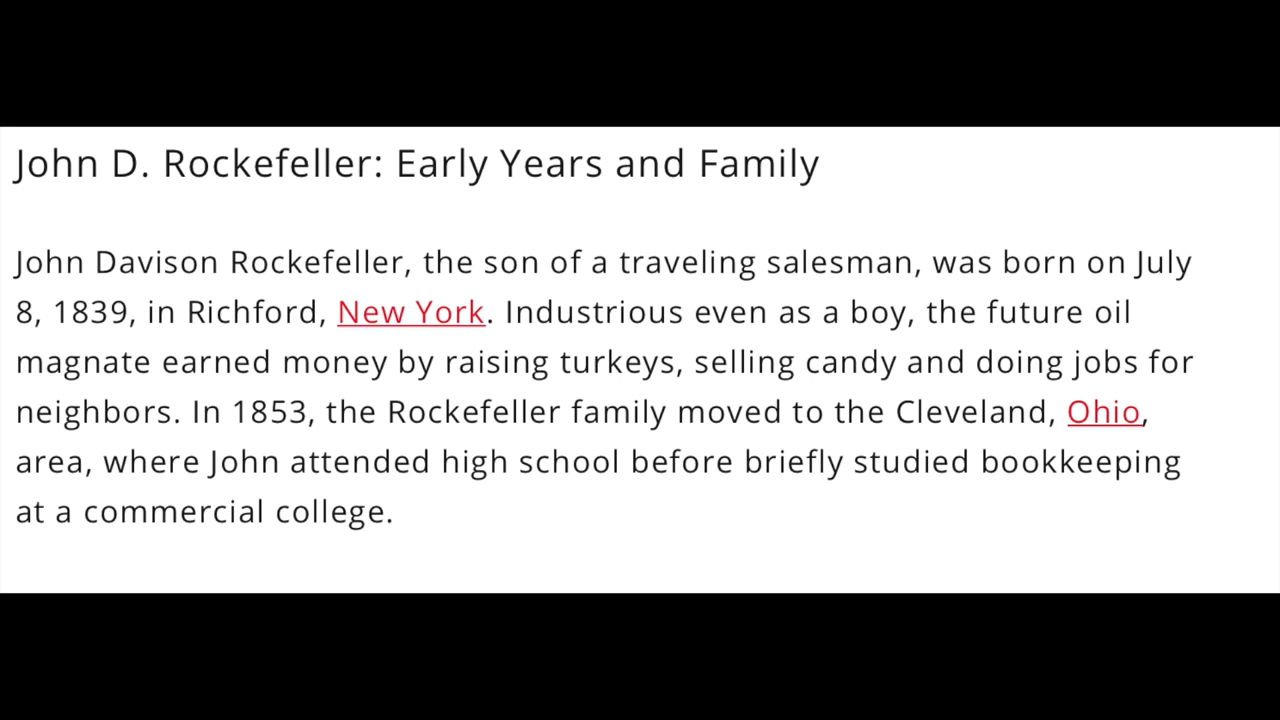 John D. Rockefeller: Early Years and Family
John Davison Rockefeller, the son of a traveling salesman, was born on July
8, 1839, in Richford, New York. Industrious even as a boy, the future oil
magnate earned money by raising turkeys, selling candy and doing jobs for
neighbors. In 1853, the Rockefeller family moved to the Cleveland, Ohio,
area, where John attended high school before briefly studied bookkeeping
at a commercial college.